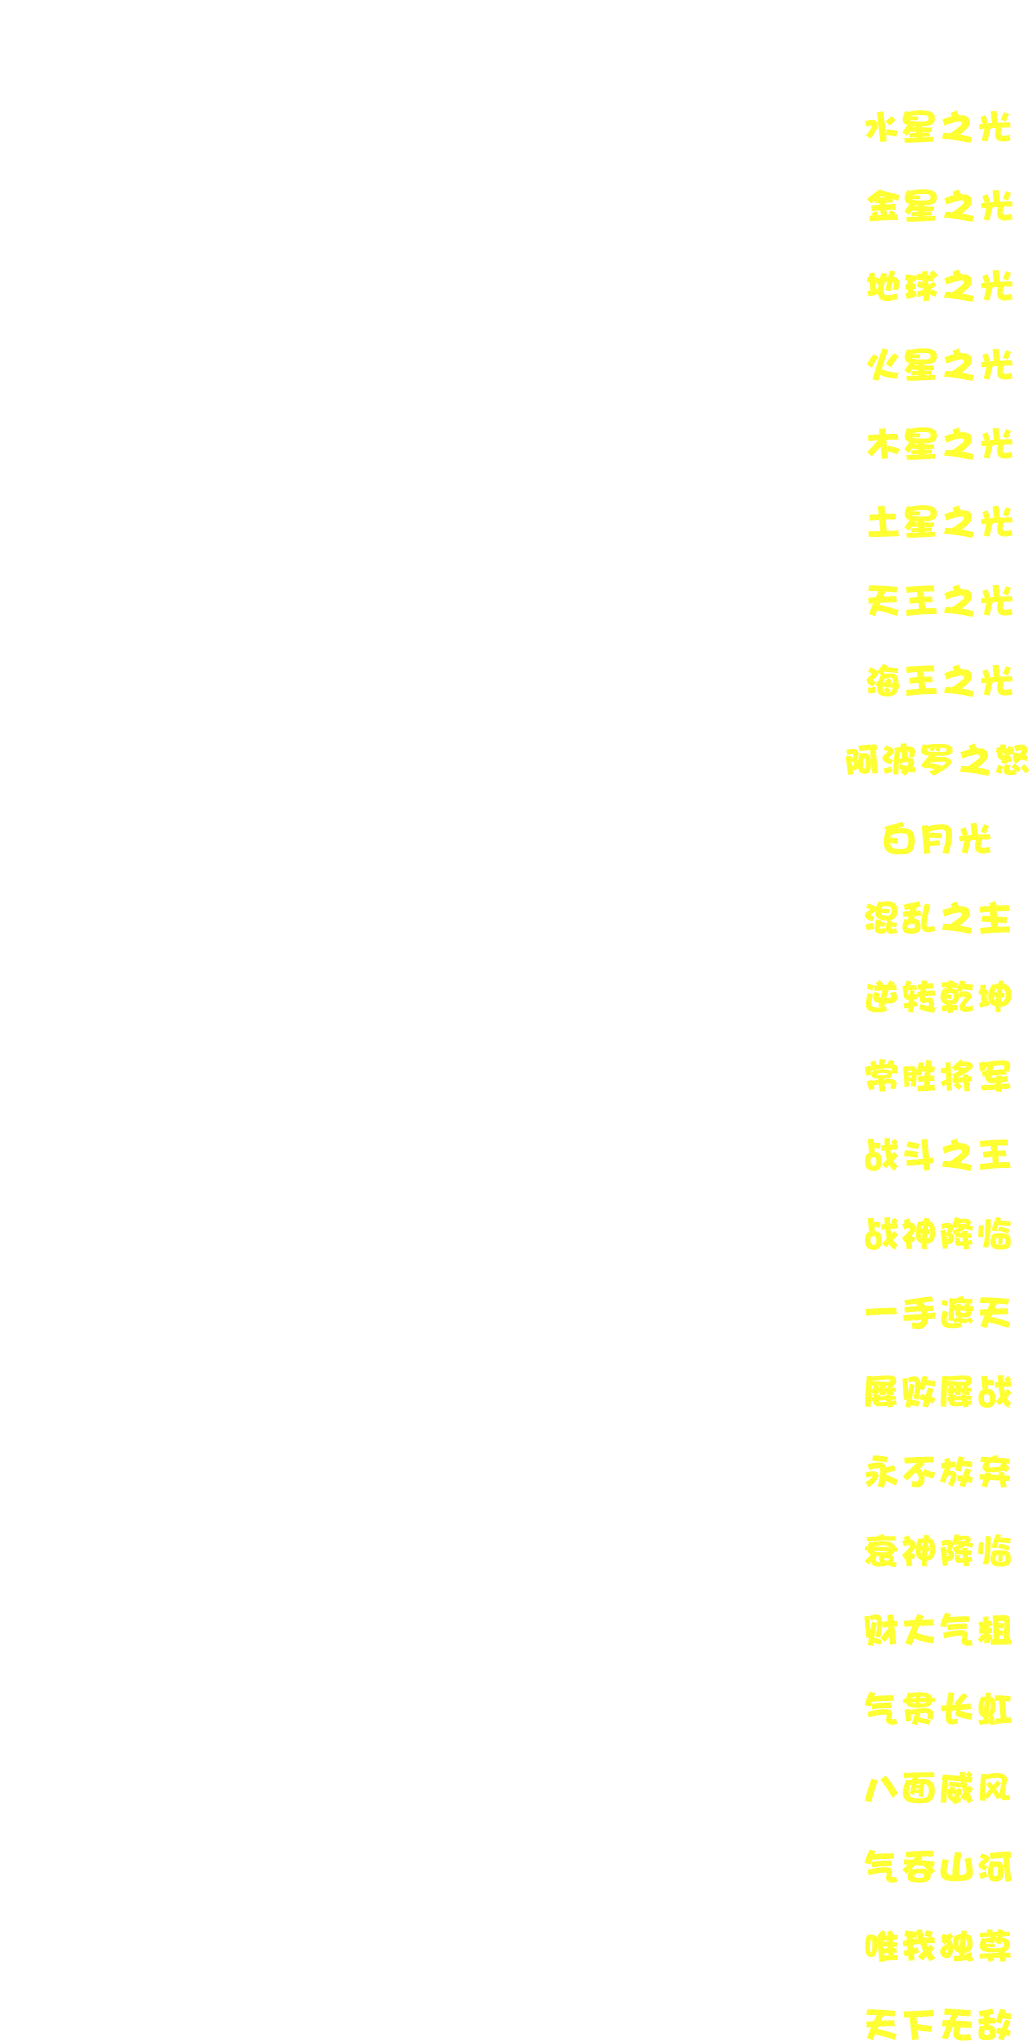 水星之光
金星之光
地球之光
火星之光
木星之光
土星之光
天王之光
海王之光
阿波罗之怒
白月光
混乱之主
逆转乾坤
常胜将军
战斗之王
战神降临
一手遮天
屡败屡战
永不放弃
衰神降临
财大气粗
气贯长虹
八面威风
气吞山河
唯我独尊
天下无敌